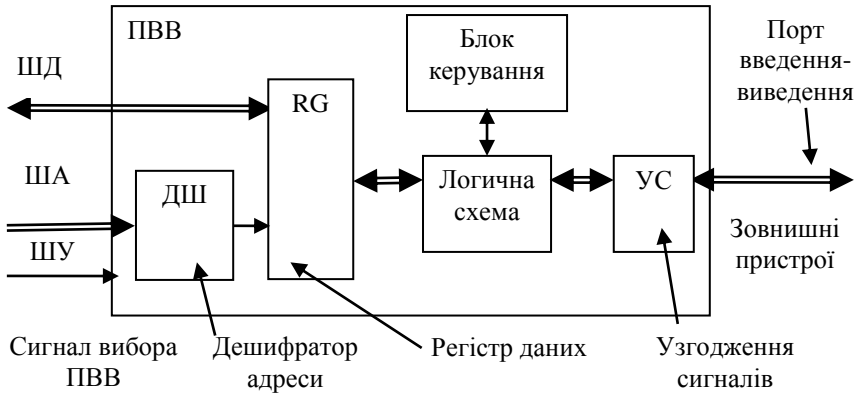 ПВВ
Блок
керування
Порт
введення-
виведення
ШД
RG
ША
ДШ
Логична
схема
УС
ШУ
Зовнишні
пристрої
Сигнал вибора
ПВВ
Дешифратор
адреси
Регістр даних
Узгодження
сигналів